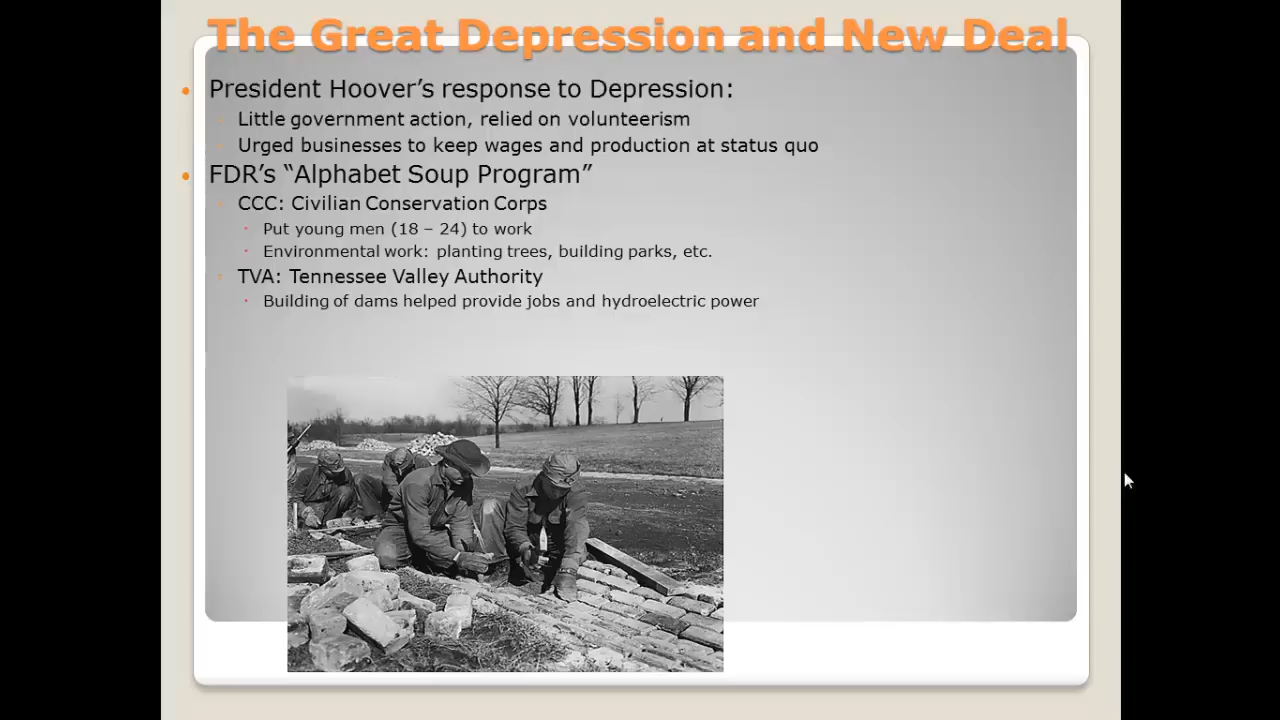 The Great Depression and New Deal
President Hoover’s response to Depression:
Little government action, relied on volunteerism
Urged businesses to keep wages and production at status quo
FDR’s “Alphabet Soup Program”
CCC: Civilian Conservation Corps
Put young men (18 – 24) to work
Environmental work: planting trees, building parks, etc.
TVA: Tennessee Valley Authority
Building of dams helped provide jobs and hydroelectric power